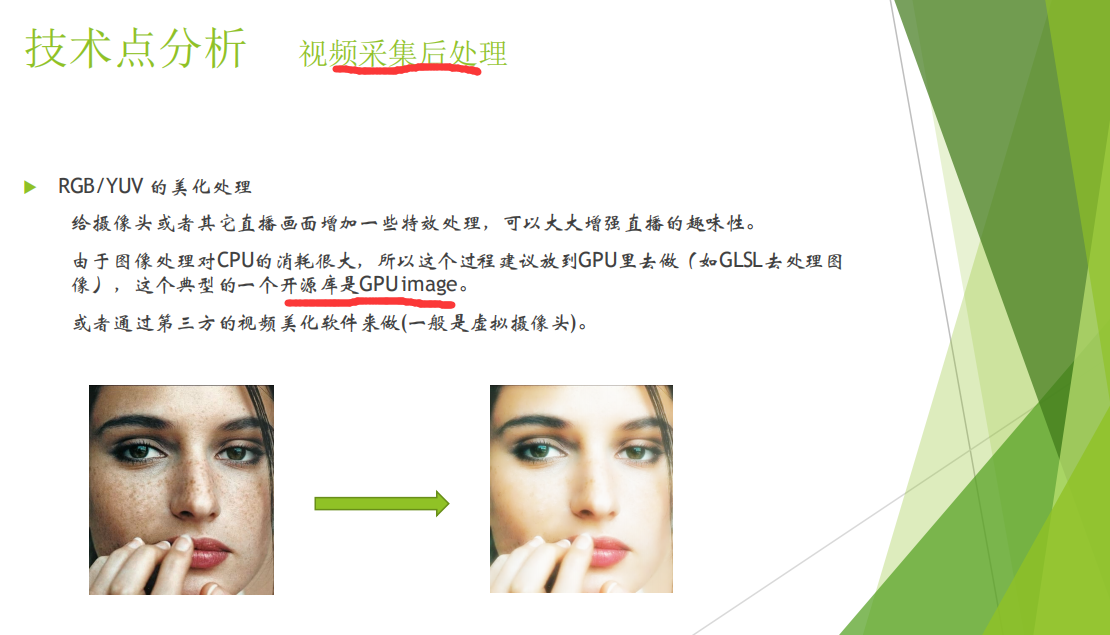 技术点分析 视频采集后处理
RGB/YUV 的美化处理
给摄像头或者其它直播画面增加一些特效处理，可以大大增强直播的趣味性。
由于图像处理对CPU的消耗很大，所以这个过程建议放到GPU里去做（如GLSL去处理图
像），这个典型的一个开源库是GPUimage。
或者通过第三方的视频美化软件来做(一般是虚拟摄像头)。